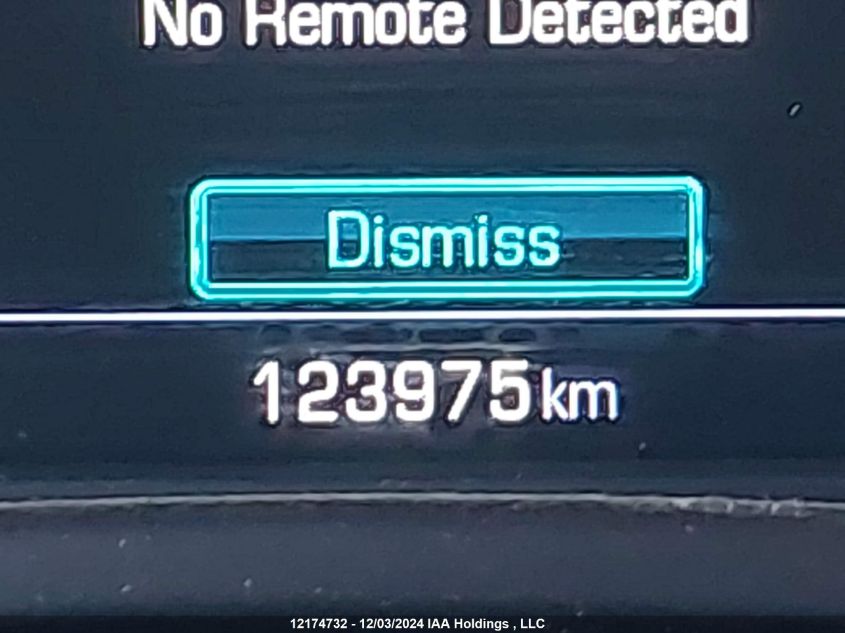 No Remote Detected
Dismiss
123975km
12174732 - 12/03/2024 IAA Holdings , LLC